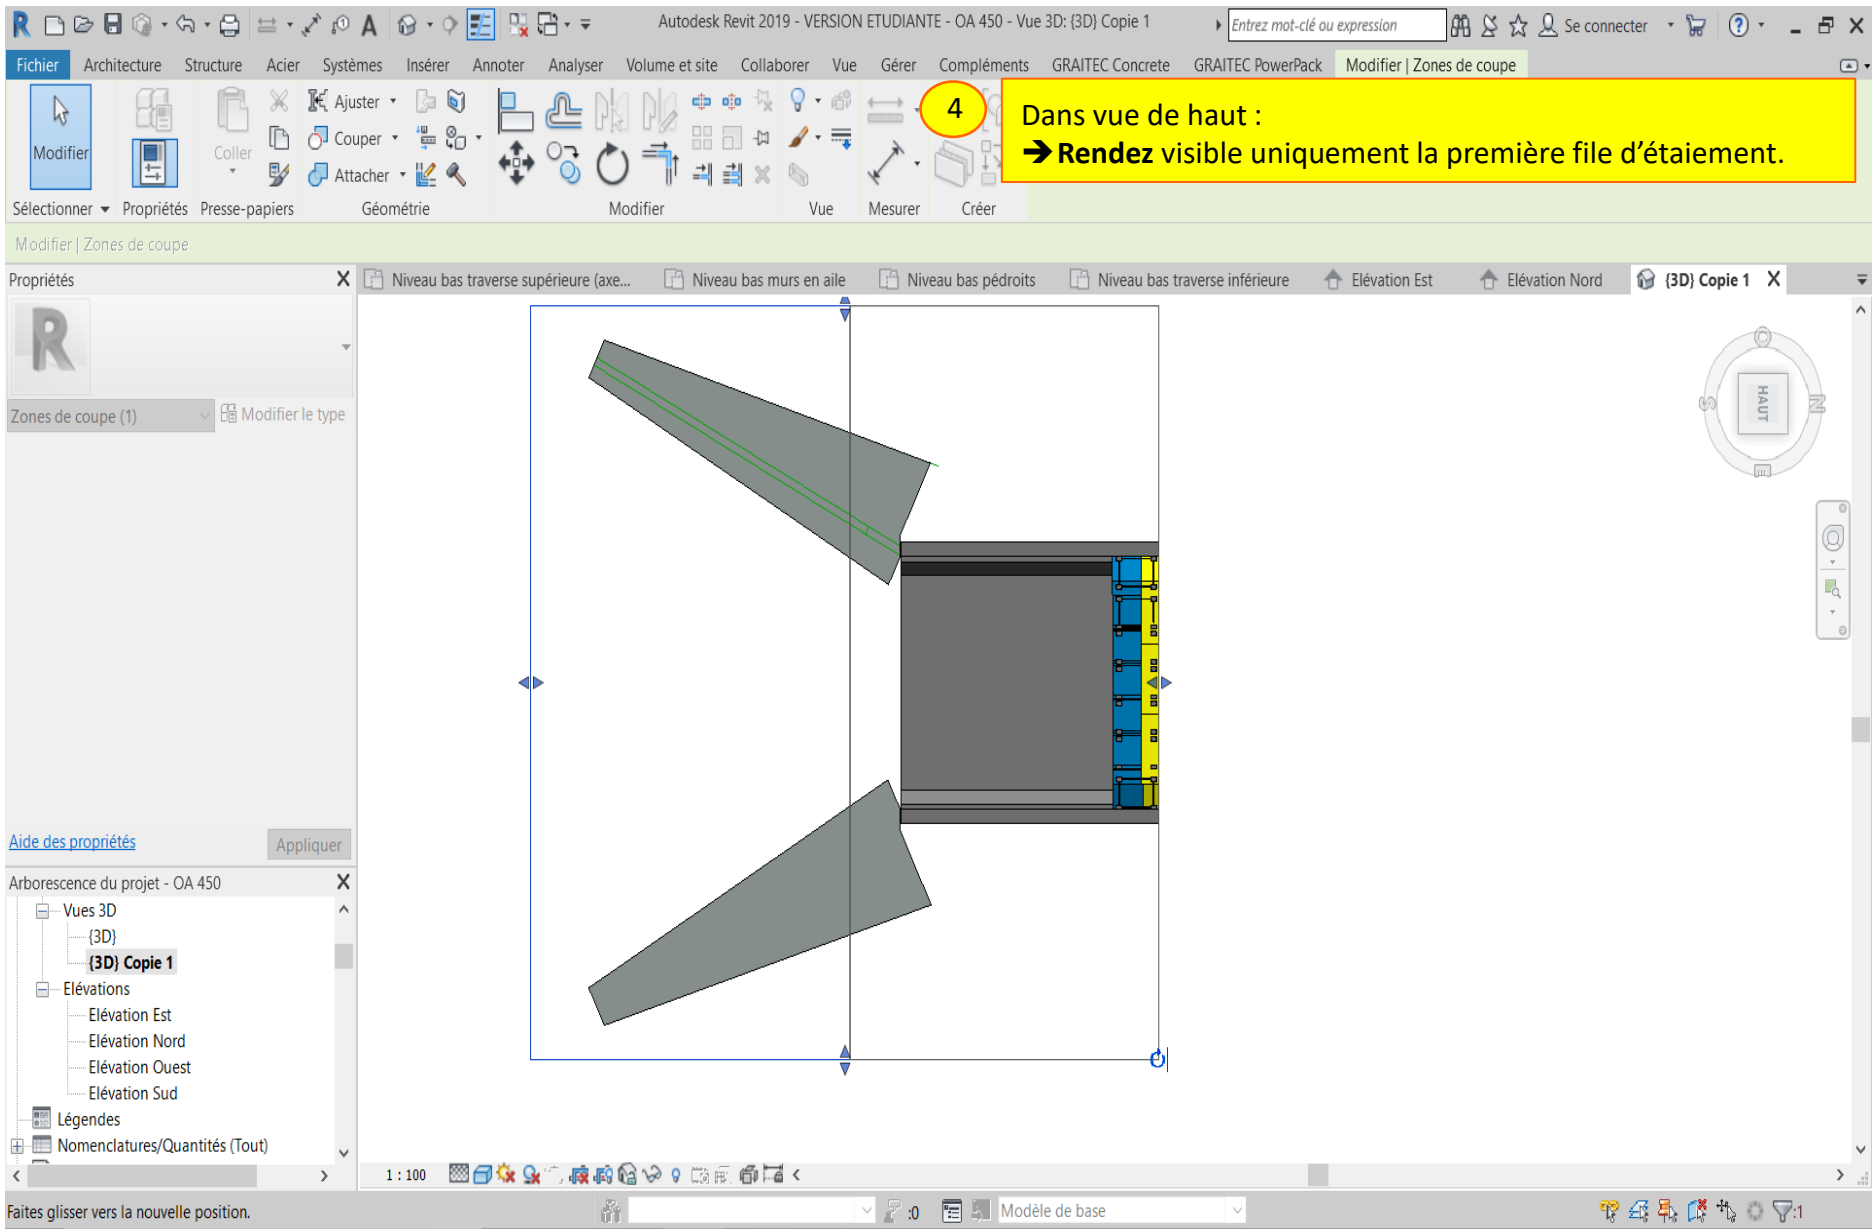 Autodesk Revit 2019 - VERSION ETUDIANTE - OA 450 - Vue 3D: {3D} Copie 1
Entrez mot-clé ou expression
Se connecter
Fichier Architecture Structure Acier Systèmes Insérer Annoter Analyser Volume et site Collaborer Vue Gérer Compléments GRAITEC Concrete GRAITEC PowerPack Modifier | Zones de coupe
4
Dans vue de haut :
➔ Rendez visible uniquement la première file d'étaiement.
Modifier
Coller
Ajuster
Couper
Attacher
Sélectionner Propriétés Presse-papiers Géométrie Modifier Vue Mesurer Créer
Modifier | Zones de coupe
Propriétés
Niveau bas traverse supérieure (axe... Niveau bas murs en aile Niveau bas pédroits Niveau bas traverse inférieure Elévation Est Elévation Nord {3D} Copie 1
R
Zones de coupe (1) Modifier le type
HAUT
O
S
N
E
Aide des propriétés Appliquer
Arborescence du projet - OA 450
Vues 3D
{3D}
{3D} Copie 1
Elévations
Elévation Est
Elévation Nord
Elévation Ouest
Elévation Sud
Légendes
Nomenclatures/Quantités (Tout)
1 : 100
Faites glisser vers la nouvelle position.
:0
Modèle de base
:1